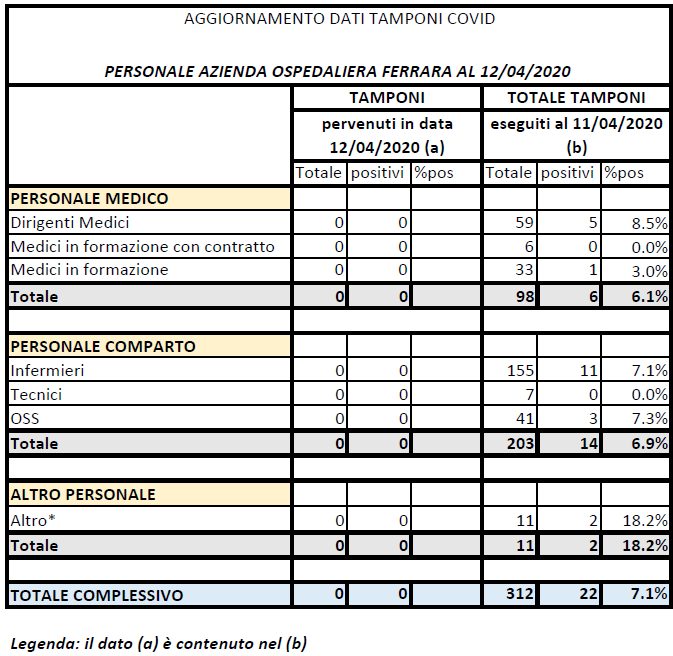 AGGIORNAMENTO DATI TAMPONI COVID
PERSONALE AZIENDA OSPEDALIERA FERRARA AL 12/04/2020
TAMPONI TOTALE TAMPONI
pervenuti in data eseguiti al 11/04/2020
12/04/2020 (a) (b)
Totale positivi %pos Totale positivi %pos
PERSONALE MEDICO
Dirigenti Medici 0 0 59 5 8.5%
Medici in formazione con contratto 0 0 6 0 0.0%
Medici in formazione 0 0 33 1 3.0%
Totale 0 0 98 6 6.1%
PERSONALE COMPARTO
Infermieri 0 0 155 11 7.1%
Tecnici 0 0 7 0 0.0%
OSS 0 0 41 3 7.3%
Totale 0 0 203 14 6.9%
ALTRO PERSONALE
Altro* 0 0 11 2 18.2%
Totale 0 0 11 2 18.2%
TOTALE COMPLESSIVO 0 0 312 22 7.1%
Legenda: il dato (a) è contenuto nel (b)